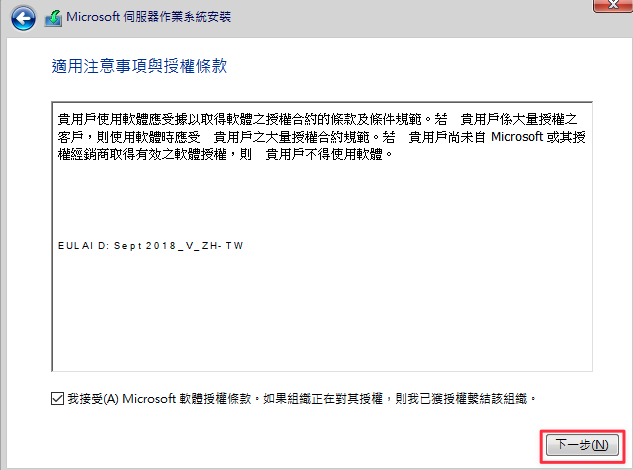 Microsoft 伺服器作業系統安裝
適用注意事項與授權條款
貴用戶使用軟體應受據以取得軟體之授權合約的條款及條件規範。若 貴用戶係大量授權之
客戶，則使用軟體時應受 貴用戶之大量授權合約規範。若 貴用戶尚未自 Microsoft 或其授
權經銷商取得有效之軟體授權，則 貴用戶不得使用軟體。
EULAID: Sept2018_V_ZH-TW
我接受(A) Microsoft 軟體授權條款。如果組織正在對其授權，則我已獲授權繫結該組織。
下一步(N)